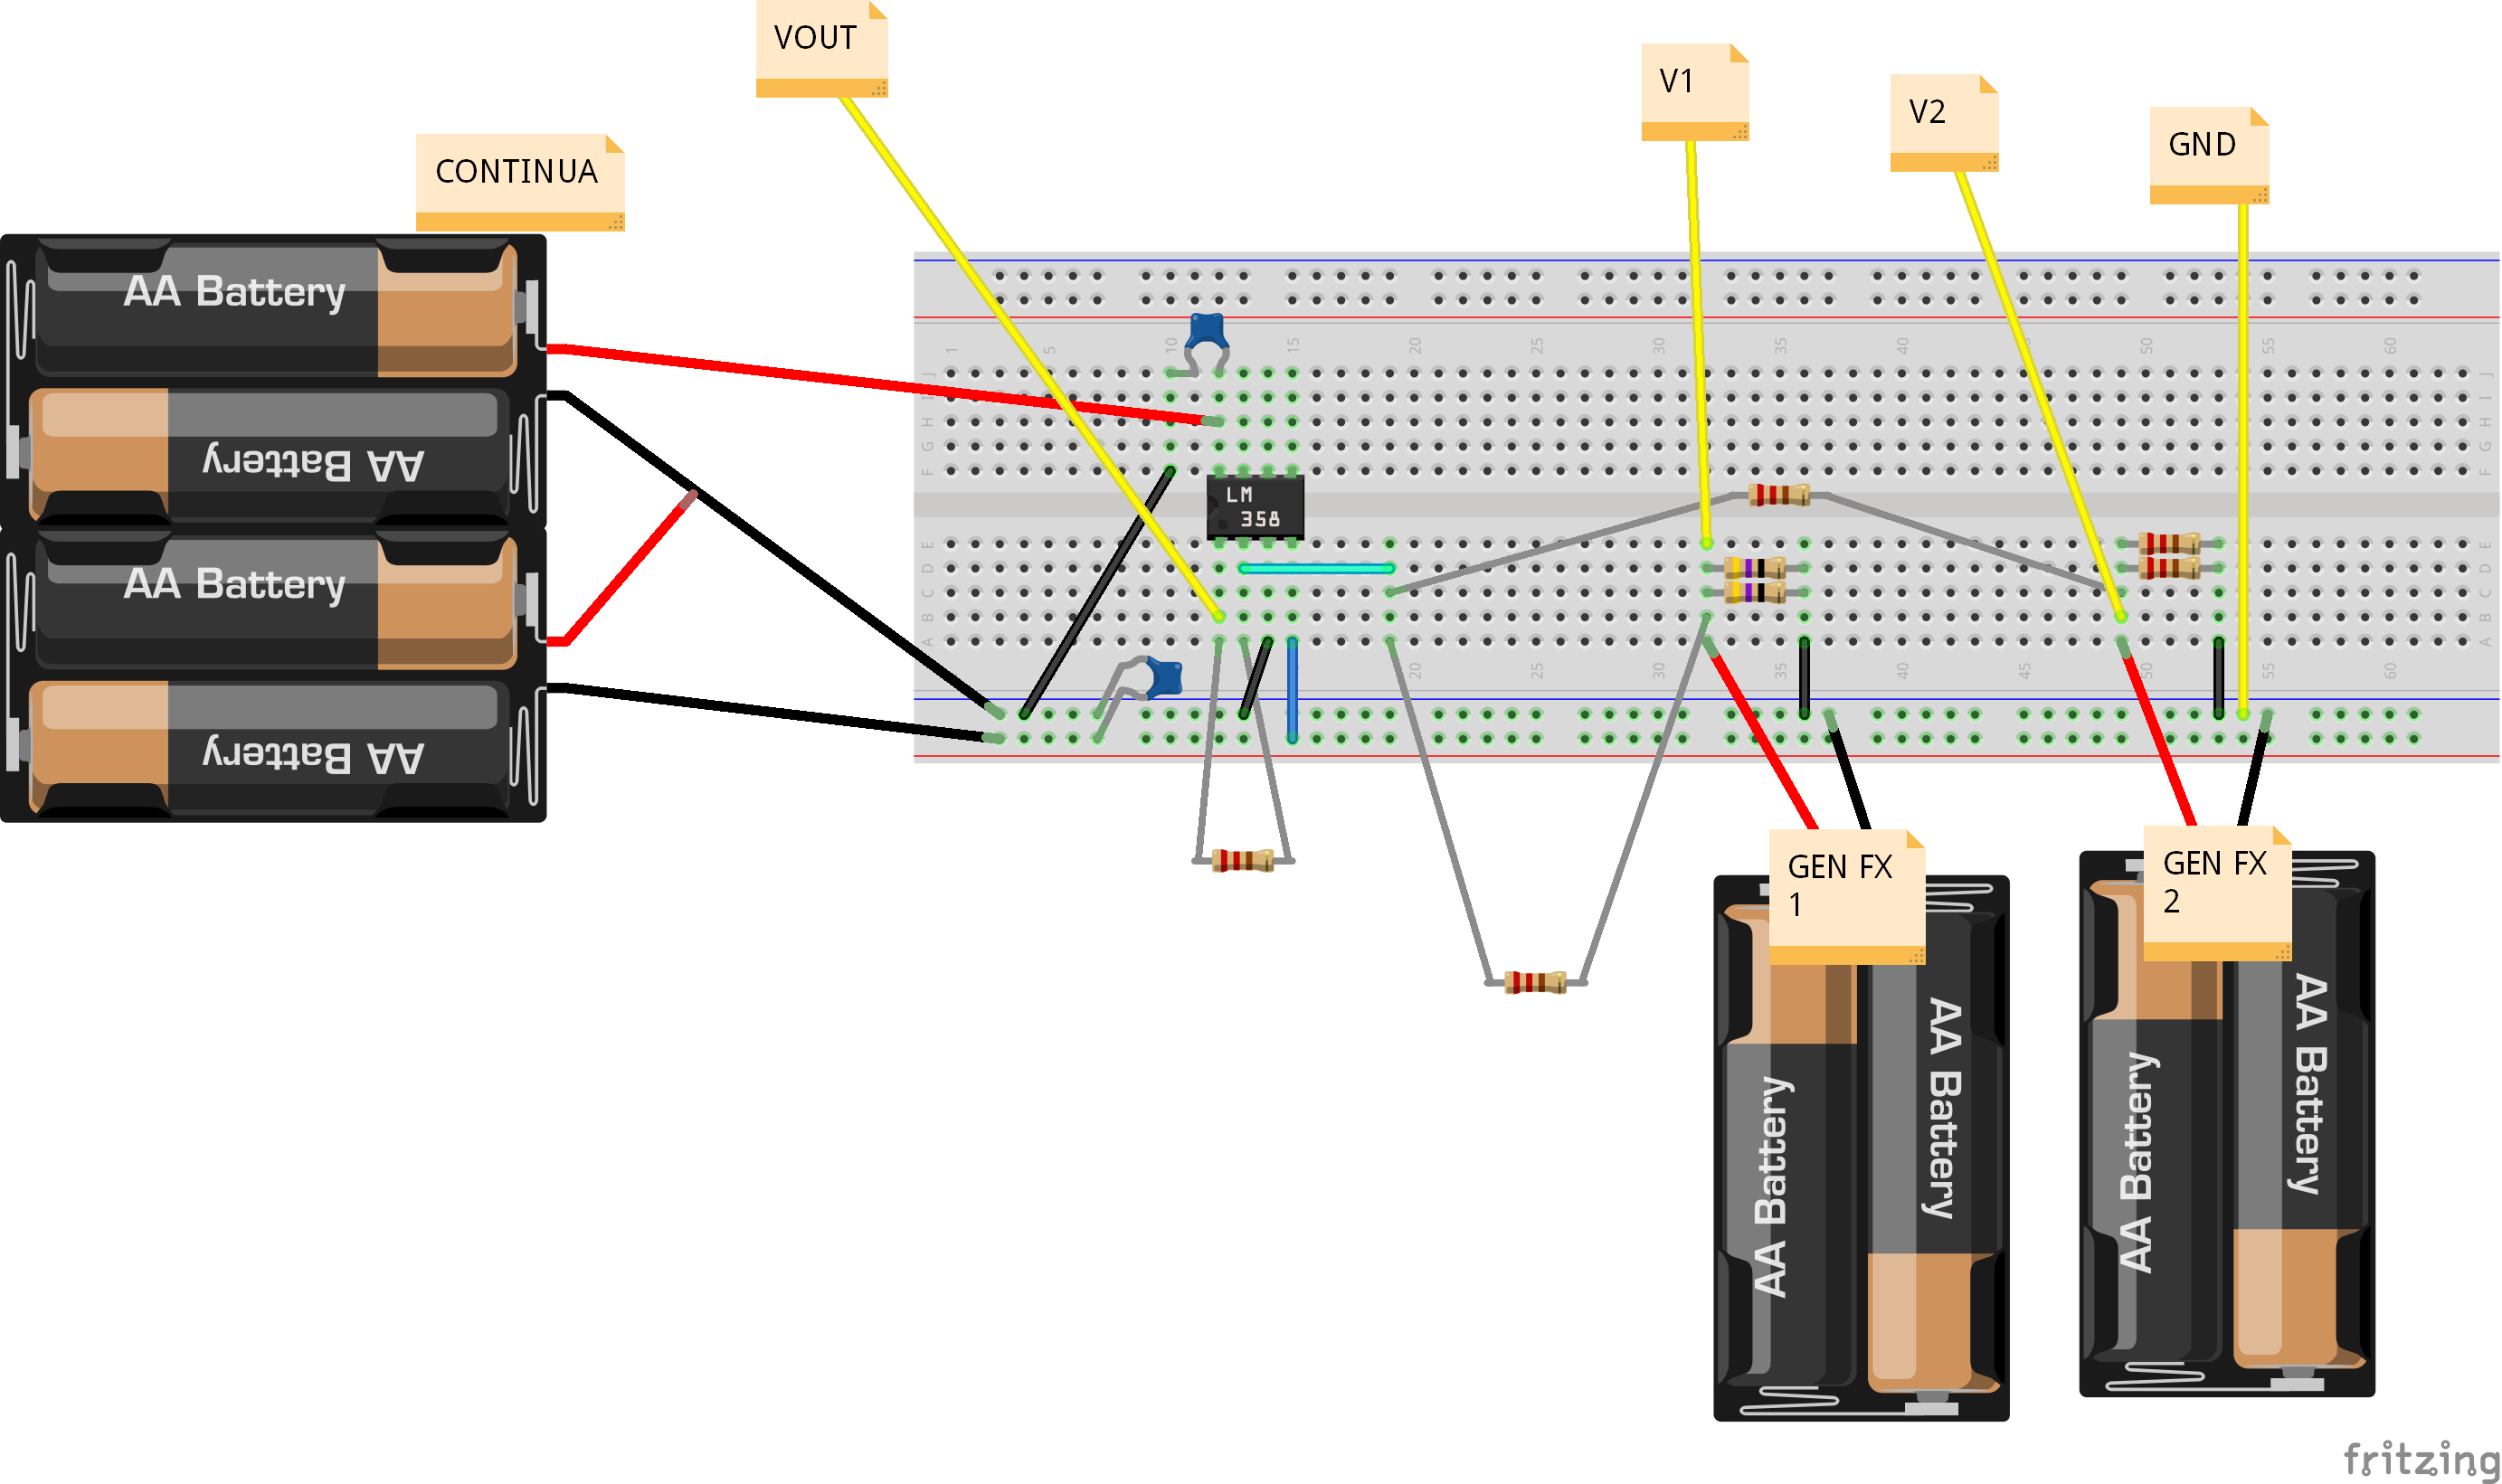 VOUT
V1
V2
GND
CONTINUA
AA Battery
AA Battery
AA Battery
AA Battery
1 5 10 15 20 25 30 35 40 50 55 60
J J
I I
H H
G G
F F
LM
358
E E
D D
C C
B B
A A
20 25 30 35 40 45 50 55 60
GEN FX
1
GEN FX
2
AA Battery
AA Battery
AA Battery
AA Battery
fritzing